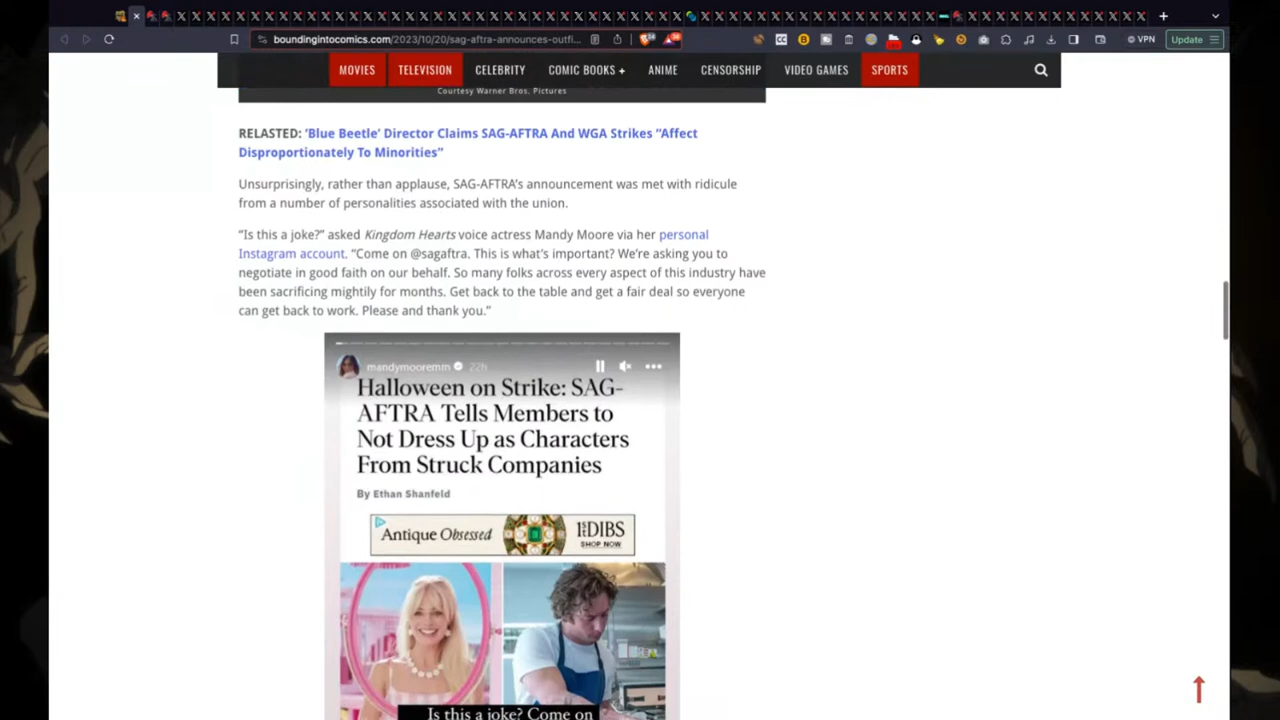 boundingintocomics.com/2023/10/20/sag-aftra-announces-outfi...
VPN
Update
MOVIES
TELEVISION
CELEBRITY
COMIC BOOKS +
ANIME
CENSORSHIP
VIDEO GAMES
SPORTS
Courtesy Warner Bros. Pictures
RELASTED: 'Blue Beetle' Director Claims SAG-AFTRA And WGA Strikes “Affect
Disproportionately To Minorities”
Unsurprisingly, rather than applause, SAG-AFTRA's announcement was met with ridicule
from a number of personalities associated with the union.
“Is this a joke?” asked Kingdom Hearts voice actress Mandy Moore via her personal
Instagram account. “Come on @sagaftra. This is what's important? We're asking you to
negotiate in good faith on our behalf. So many folks across every aspect of this industry have
been sacrificing mightily for months. Get back to the table and get a fair deal so everyone
can get back to work. Please and thank you.”
mandymooremm 22h
Halloween on Strike: SAG-
AFTRA Tells Members to
Not Dress Up as Characters
From Struck Companies
By Ethan Shanfeld
Antique Obsessed
1STDIBS
SHOP NOW
Is this a joke? Come on